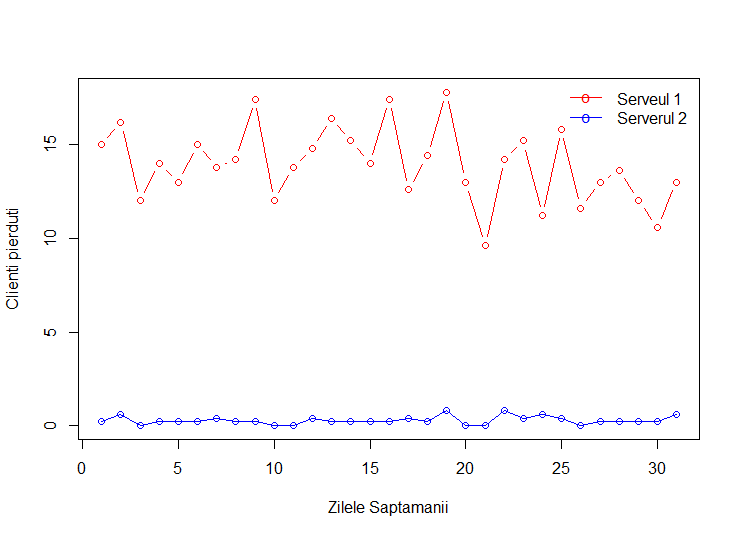 Serveul 1
Serverul 2
Clienti pierduti
15
10
5
0
0 5 10 15 20 25 30
Zilele Saptamanii